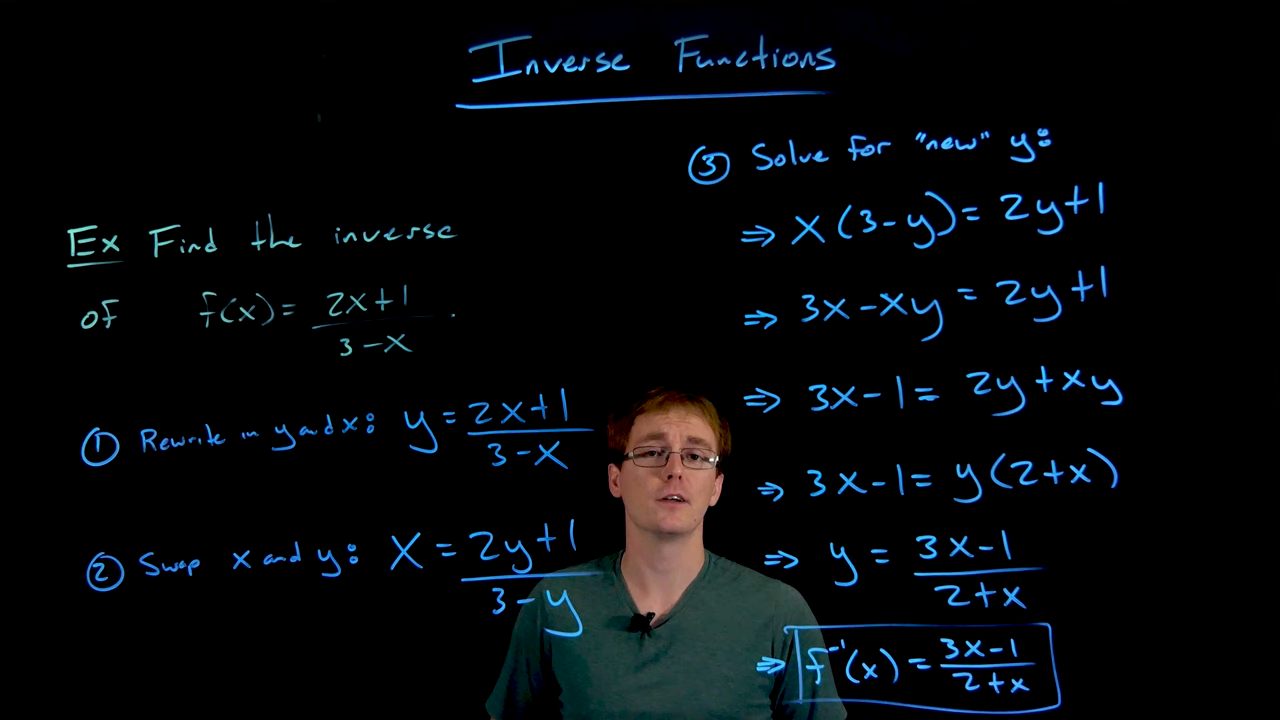 Inverse Functions
Ex Find the inverse
of f(x) = (2x+1)/(3-x).
① Rewrite in y and x: y = (2x+1)/(3-x)
② Swap x and y: x = (2y+1)/(3-y)
③ Solve for "new" y:
⇒ x(3-y) = 2y+1
⇒ 3x-xy = 2y+1
⇒ 3x-1 = 2y+xy
⇒ 3x-1 = y(2+x)
⇒ y = (3x-1)/(2+x)
⇒ f⁻¹(x) = (3x-1)/(2+x)